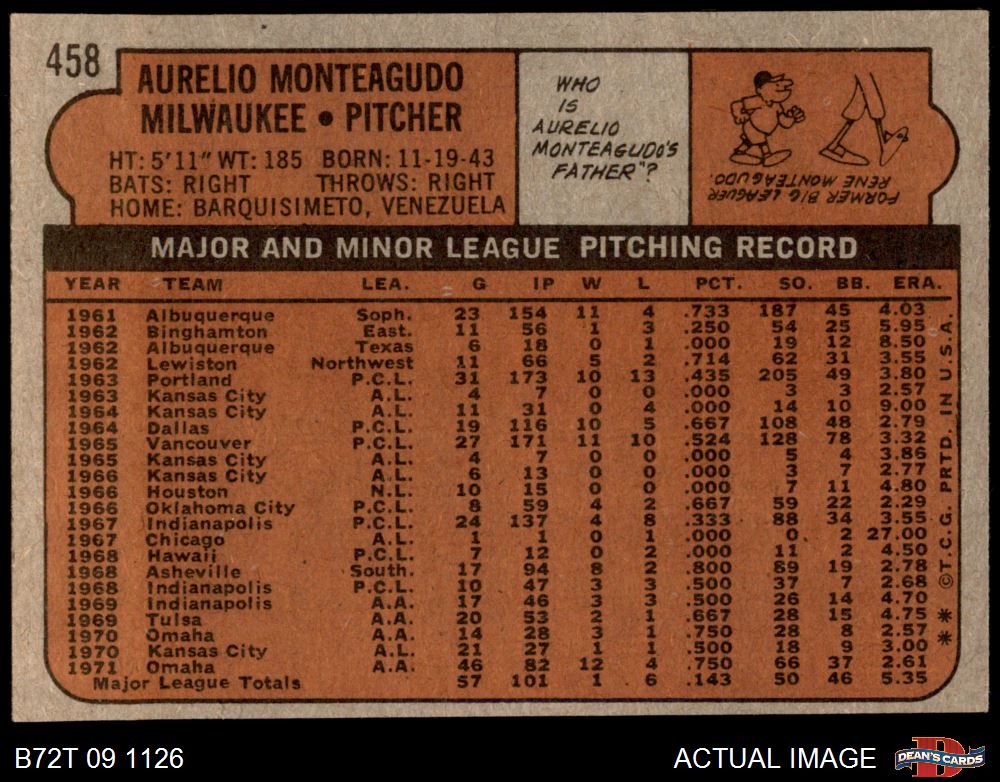 458
AURELIO MONTEAGUDO
MILWAUKEE • PITCHER
HT: 5'11" WT: 185 BORN: 11-19-43
BATS: RIGHT THROWS: RIGHT
HOME: BARQUISIMETO, VENEZUELA
WHO
IS
AURELIO
MONTEAGUDO'S
FATHER"?
FORMER BIG LEAGUER
RENE MONTEAGUDO.
MAJOR AND MINOR LEAGUE PITCHING RECORD
YEAR TEAM LEA. G IP W L PCT. SO. BB. ERA.
1961 Albuquerque Soph. 23 154 11 4 .733 187 45 4.03
1962 Binghamton East. 11 56 1 3 .250 54 25 5.95
1962 Albuquerque Texas 6 18 0 1 .000 19 12 8.50
1962 Lewiston Northwest 11 66 5 2 .714 62 31 3.55
1963 Portland P.C.L. 31 173 10 13 .435 205 49 3.80
1963 Kansas City A.L. 4 7 0 0 .000 3 3 2.57
1964 Kansas City A.L. 11 31 0 4 .000 14 10 9.00
1964 Dallas P.C.L. 19 116 10 5 .667 108 48 2.79
1965 Vancouver P.C.L. 27 171 11 10 .524 128 78 3.32
1965 Kansas City A.L. 4 7 0 0 .000 5 4 3.86
1966 Kansas City A.L. 6 13 0 0 .000 3 7 2.77
1966 Houston N.L. 10 15 0 0 .000 7 11 4.80
1966 Oklahoma City P.C.L. 8 59 4 2 .667 59 22 2.29
1967 Indianapolis P.C.L. 24 137 4 8 .333 88 34 3.55
1967 Chicago A.L. 1 1 0 1 .000 0 2 27.00
1968 Hawaii P.C.L. 7 12 0 2 .000 11 2 4.50
1968 Asheville South. 17 94 8 2 .800 89 19 2.78
1968 Indianapolis P.C.L. 10 47 3 3 .500 37 7 2.68
1969 Indianapolis A.A. 17 46 3 3 .500 26 14 4.70
1969 Tulsa A.A. 20 53 2 1 .667 28 15 4.75
1970 Omaha A.A. 14 28 3 1 .750 28 8 2.57
1970 Kansas City A.L. 21 27 1 1 .500 18 9 3.00
1971 Omaha A.A. 46 82 12 4 .750 66 37 2.61
Major League Totals 57 101 1 6 .143 50 46 5.35
** ©T.C.G. PRTD. IN U.S.A.
B72T 09 1126
ACTUAL IMAGE
D
DEAN'S CARDS